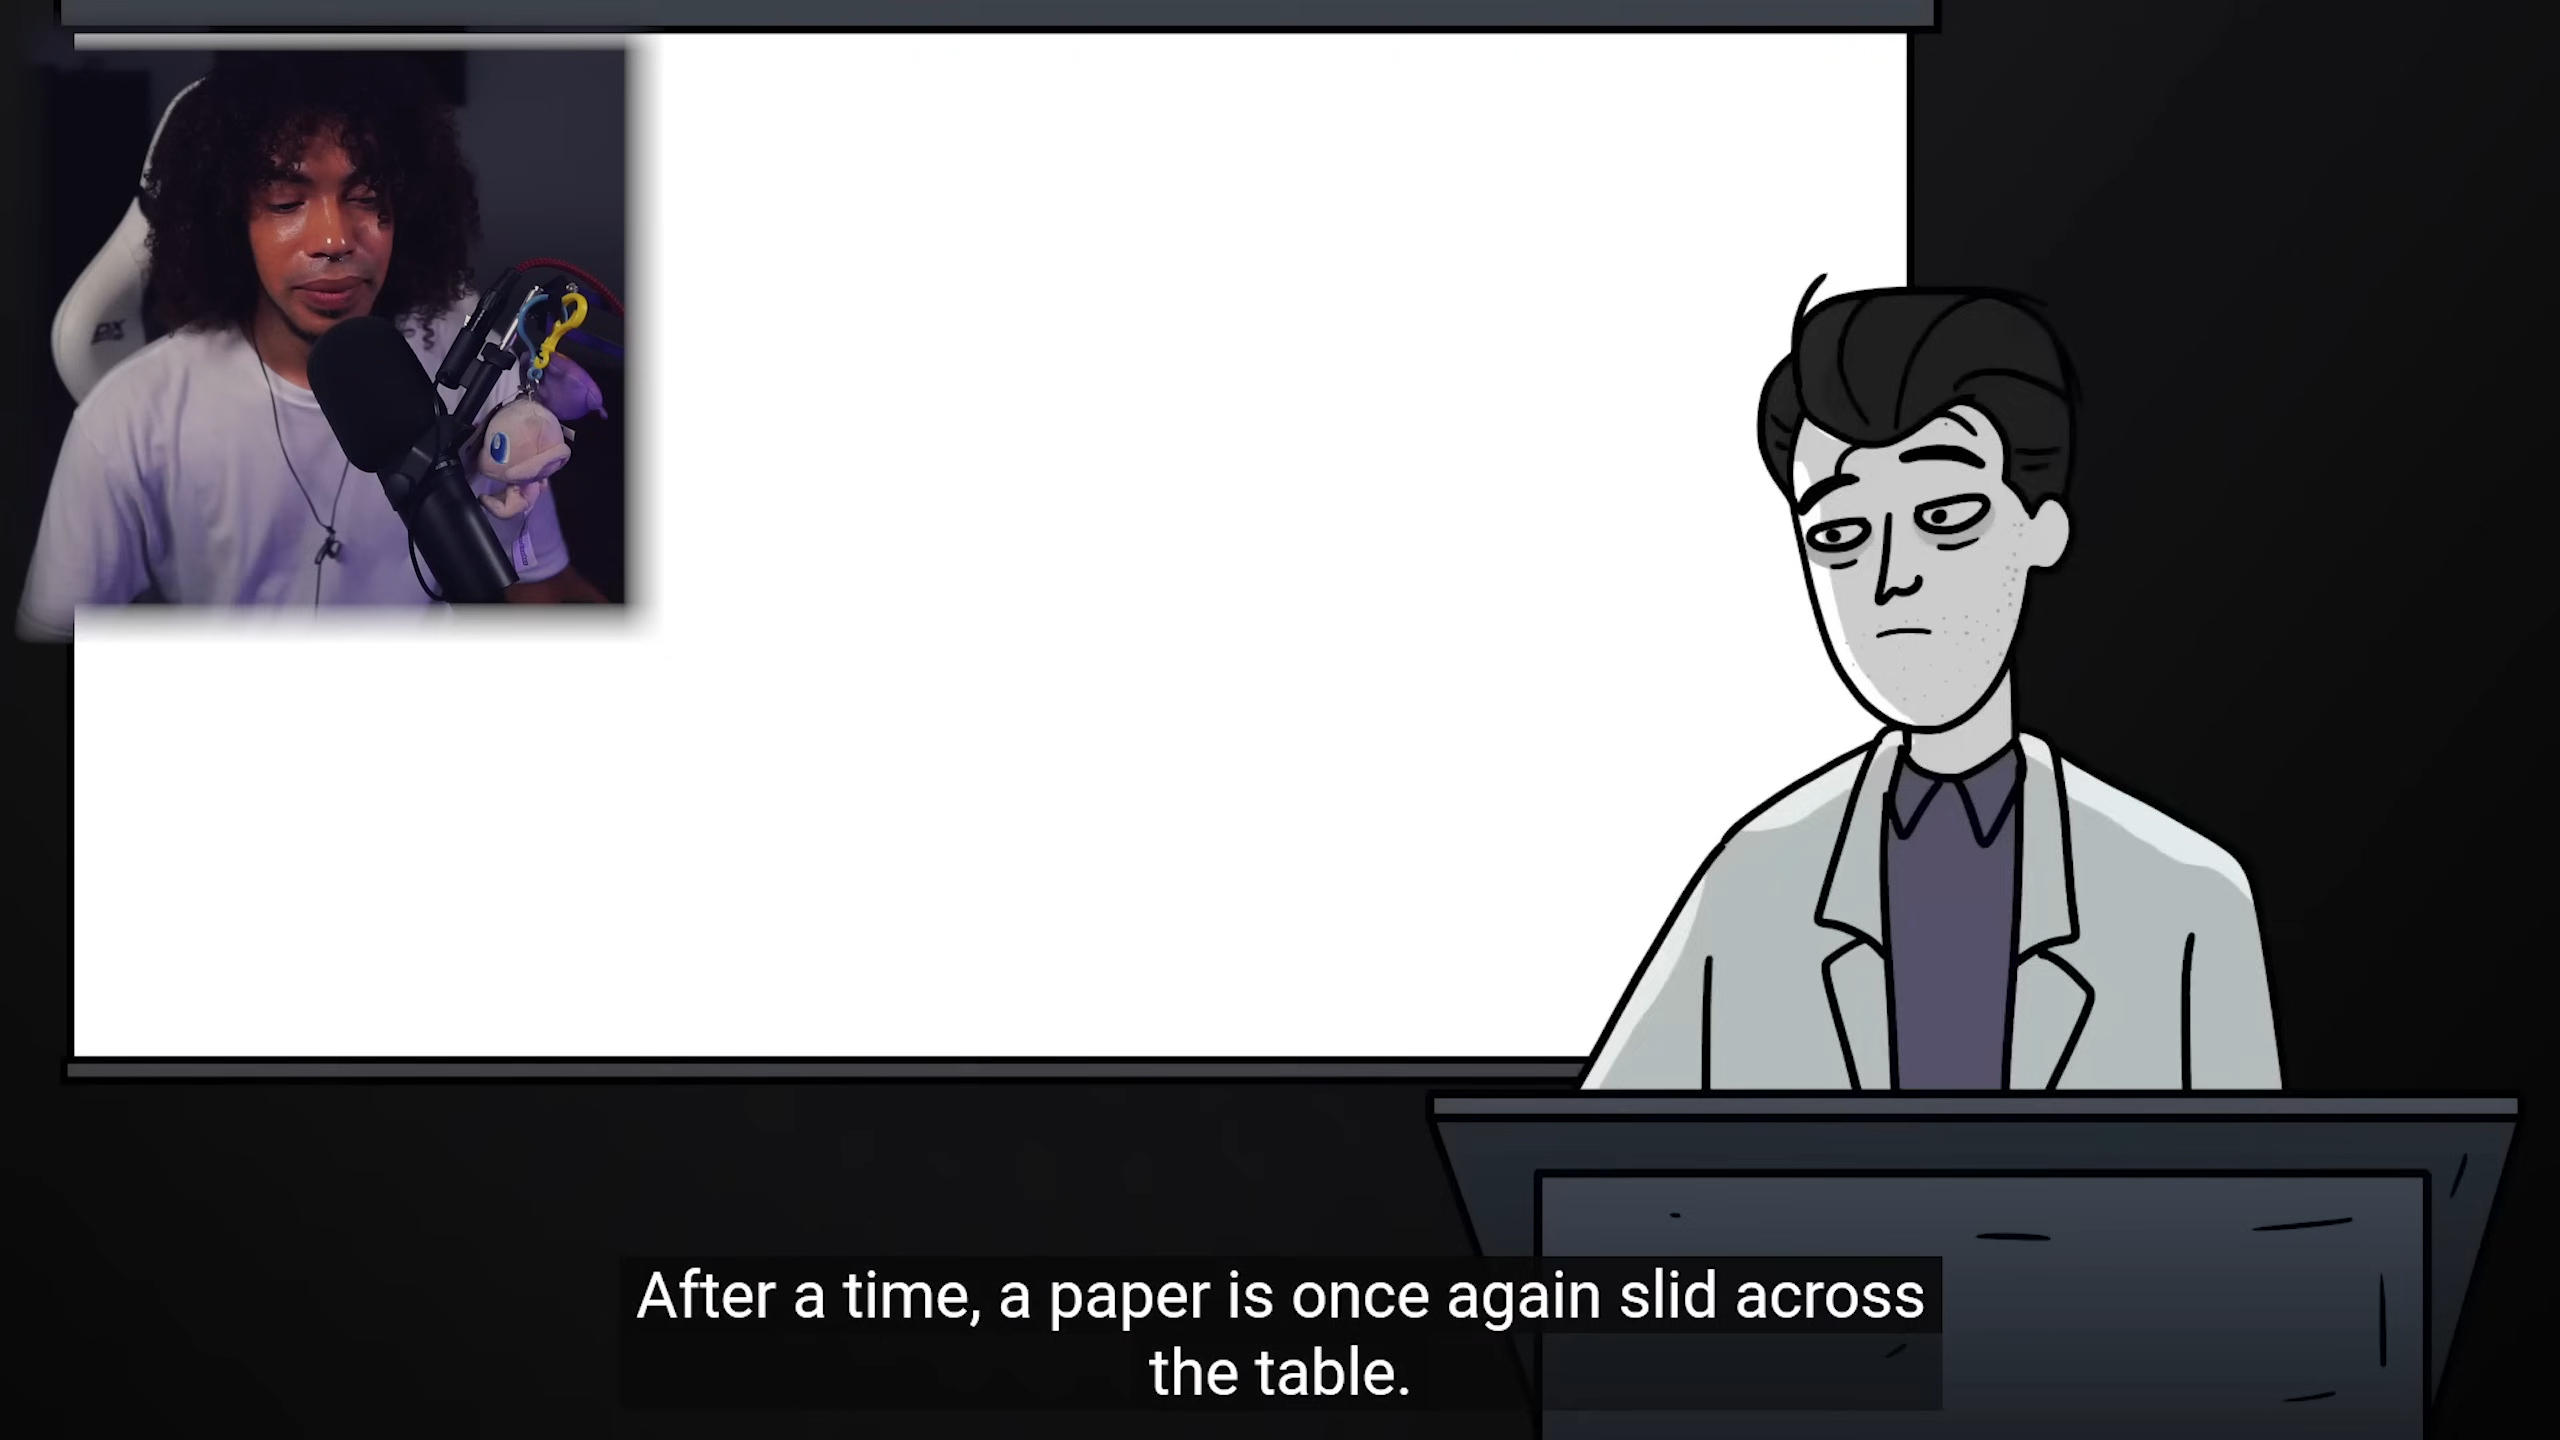 After a time, a paper is once again slid across
the table.